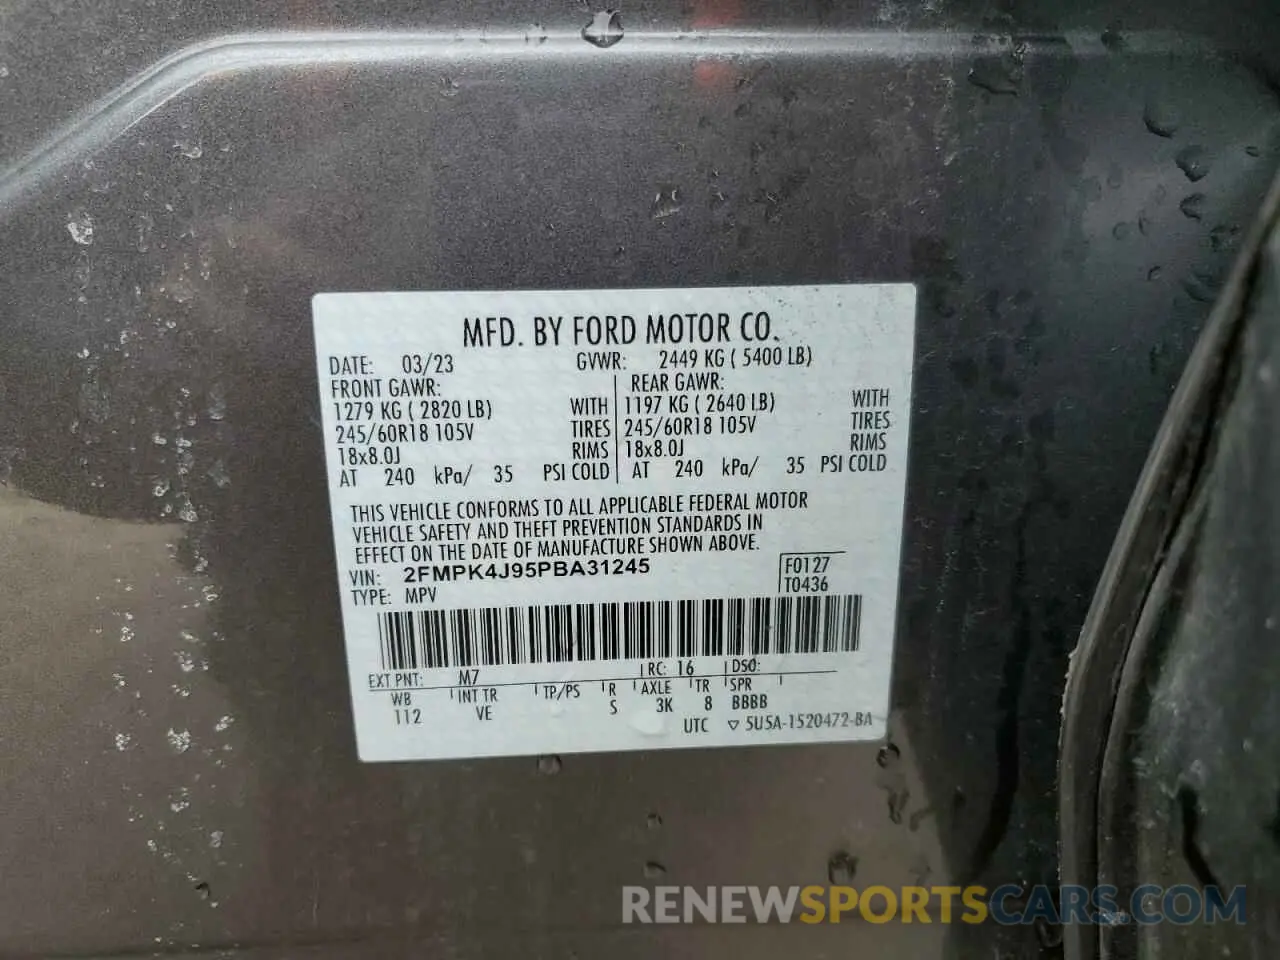 MFD. BY FORD MOTOR CO.
DATE: 03/23 GVWR: 2449 KG ( 5400 LB)
FRONT GAWR: REAR GAWR:
1279 KG ( 2820 LB) WITH 1197 KG ( 2640 LB) WITH
245/60R18 105V TIRES 245/60R18 105V TIRES
18x8.0J RIMS 18x8.0J RIMS
AT 240 kPa/ 35 PSI COLD AT 240 kPa/ 35 PSI COLD
THIS VEHICLE CONFORMS TO ALL APPLICABLE FEDERAL MOTOR
VEHICLE SAFETY AND THEFT PREVENTION STANDARDS IN
EFFECT ON THE DATE OF MANUFACTURE SHOWN ABOVE.
VIN: 2FMPK4J95PBA31245 F0127
TYPE: MPV T0436
EXT PNT: M7 RC: 16 DSO:
WB INT TR TP/PS R AXLE TR SPR
112 VE S 3K 8 BBBB
UTC ▽ 5U5A-1520472-BA
RENEWSPORTSCARS.COM